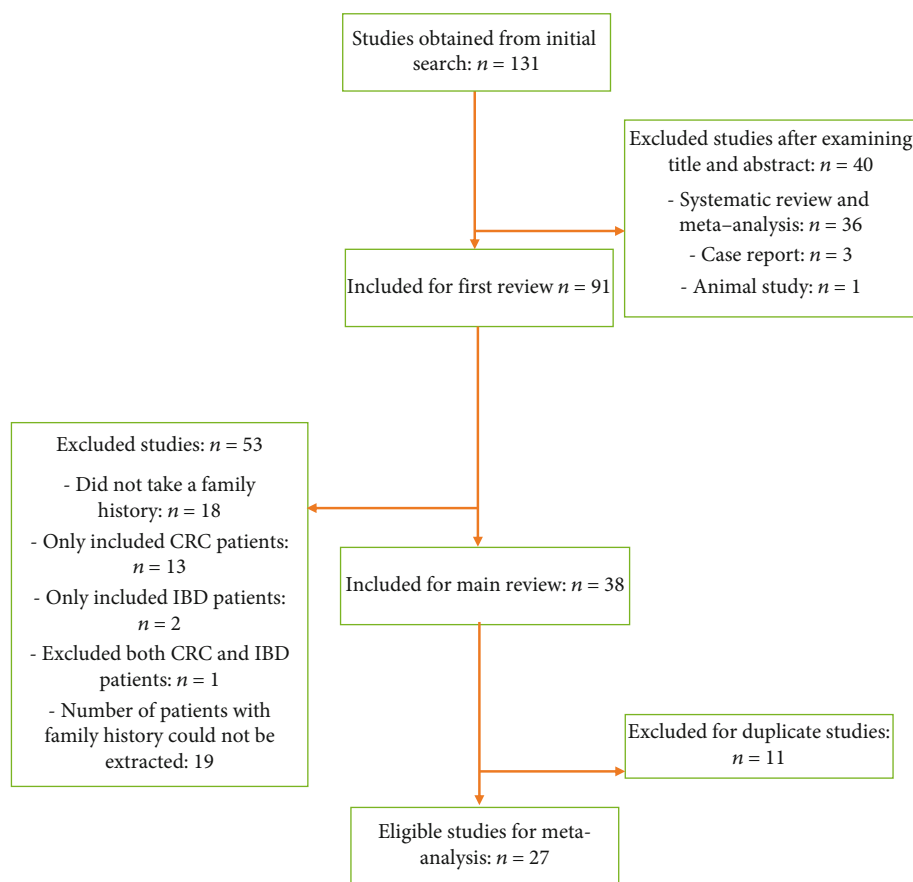 Studies obtained from initial
search: n = 131
Excluded studies after examining
title and abstract: n = 40
- Systematic review and
meta–analysis: n = 36
- Case report: n = 3
- Animal study: n = 1
Included for first review n = 91
Excluded studies: n = 53
- Did not take a family
history: n = 18
- Only included CRC patients:
n = 13
- Only included IBD patients:
n = 2
- Excluded both CRC and IBD
patients: n = 1
- Number of patients with
family history could not be
extracted: 19
Included for main review: n = 38
Excluded for duplicate studies:
n = 11
Eligible studies for meta-
analysis: n = 27